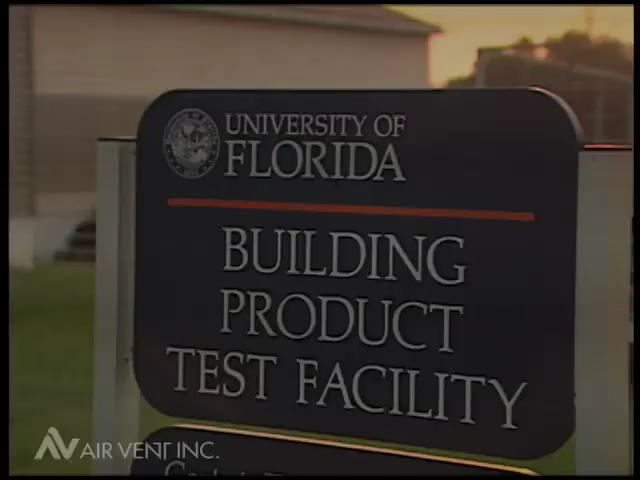 UNIVERSITY OF
FLORIDA
BUILDING
PRODUCT
TEST FACILITY
AIR VENT INC.